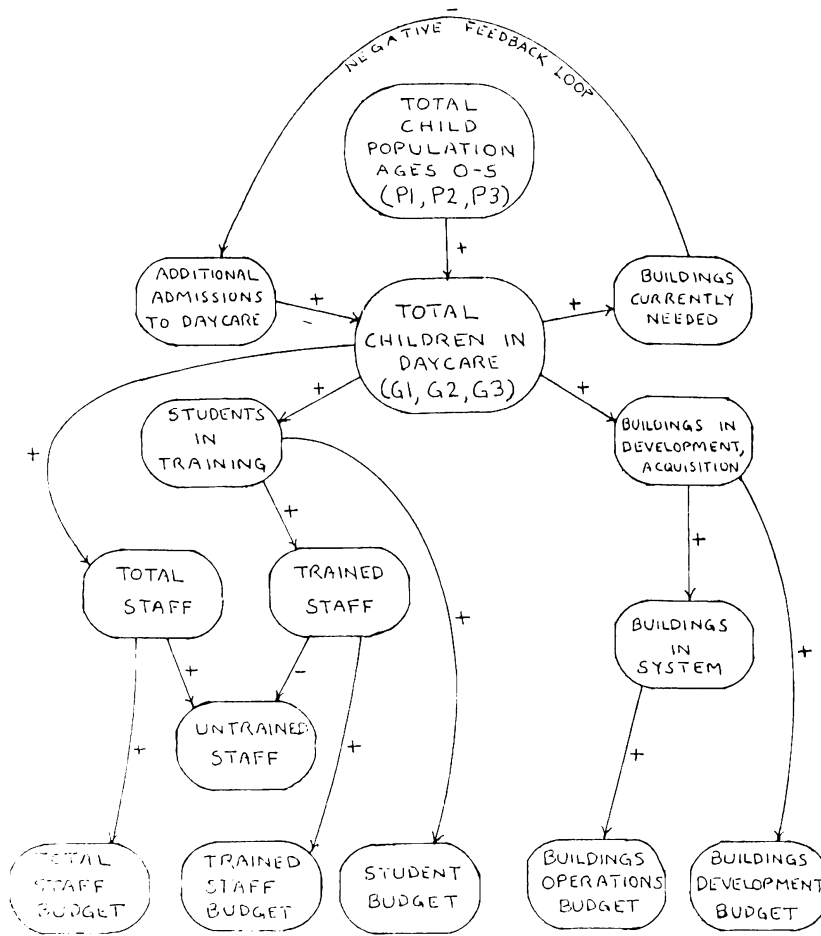 −
NEGATIVE FEEDBACK LOOP
TOTAL
CHILD
POPULATION
AGES 0-5
(P1, P2, P3)
+
ADDITIONAL
ADMISSIONS
TO DAYCARE
+
−
TOTAL
CHILDREN IN
DAYCARE
(G1, G2, G3)
+
BUILDINGS
CURRENTLY
NEEDED
+
+
STUDENTS
IN
TRAINING
BUILDINGS IN
DEVELOPMENT,
ACQUISITION
+
+
+
TOTAL
STAFF
TRAINED
STAFF
+
BUILDINGS
IN
SYSTEM
+
+
−
UNTRAINED
STAFF
+
+
+
TOTAL
STAFF
BUDGET
TRAINED
STAFF
BUDGET
STUDENT
BUDGET
BUILDINGS
OPERATIONS
BUDGET
BUILDINGS
DEVELOPMENT
BUDGET